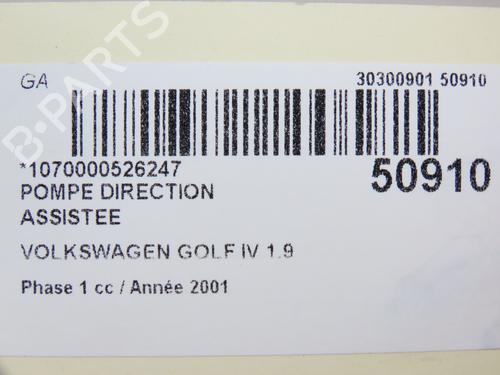 GA
30300901 50910
*1070000526247
50910
POMPE DIRECTION
ASSISTEE
VOLKSWAGEN GOLF IV 1.9
Phase 1 cc / Année 2001
B-PARTS